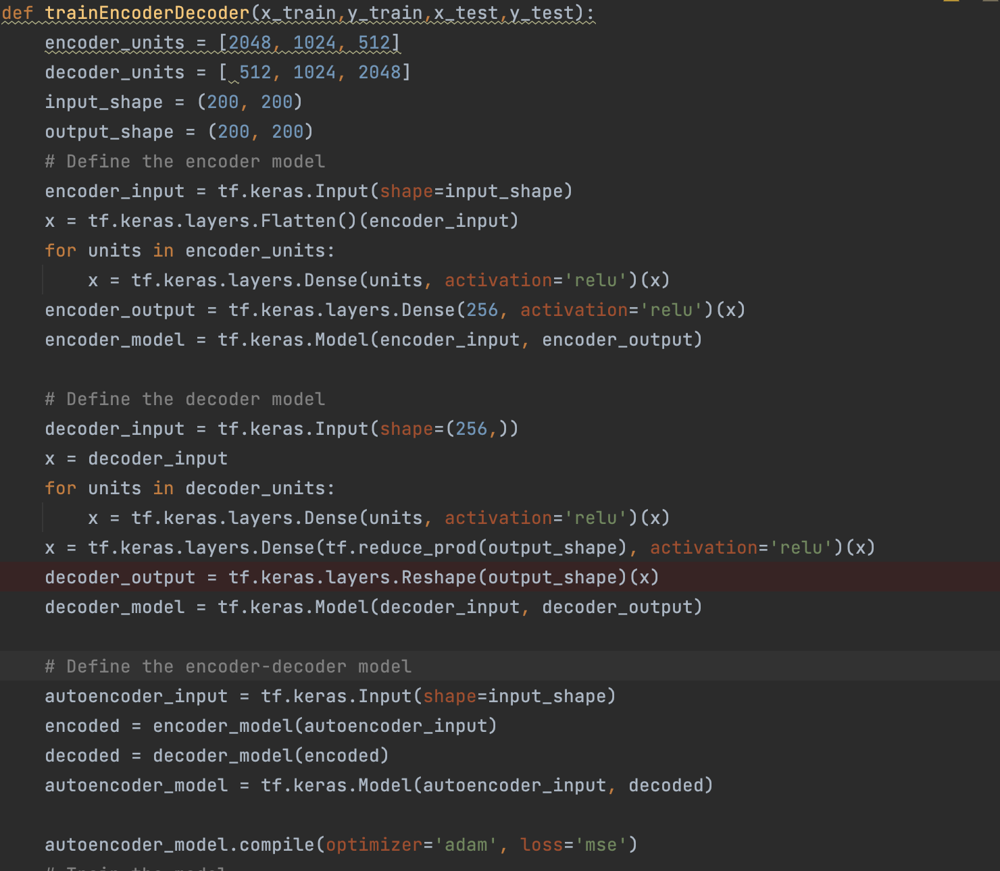 def trainEncoderDecoder(x_train,y_train,x_test,y_test):
    encoder_units = [2048, 1024, 512]
    decoder_units = [ 512, 1024, 2048]
    input_shape = (200, 200)
    output_shape = (200, 200)
    # Define the encoder model
    encoder_input = tf.keras.Input(shape=input_shape)
    x = tf.keras.layers.Flatten()(encoder_input)
    for units in encoder_units:
        x = tf.keras.layers.Dense(units, activation='relu')(x)
    encoder_output = tf.keras.layers.Dense(256, activation='relu')(x)
    encoder_model = tf.keras.Model(encoder_input, encoder_output)
    # Define the decoder model
    decoder_input = tf.keras.Input(shape=(256,))
    x = decoder_input
    for units in decoder_units:
        x = tf.keras.layers.Dense(units, activation='relu')(x)
    x = tf.keras.layers.Dense(tf.reduce_prod(output_shape), activation='relu')(x)
    decoder_output = tf.keras.layers.Reshape(output_shape)(x)
    decoder_model = tf.keras.Model(decoder_input, decoder_output)
    # Define the encoder-decoder model
    autoencoder_input = tf.keras.Input(shape=input_shape)
    encoded = encoder_model(autoencoder_input)
    decoded = decoder_model(encoded)
    autoencoder_model = tf.keras.Model(autoencoder_input, decoded)
    autoencoder_model.compile(optimizer='adam', loss='mse')
    # Train the model